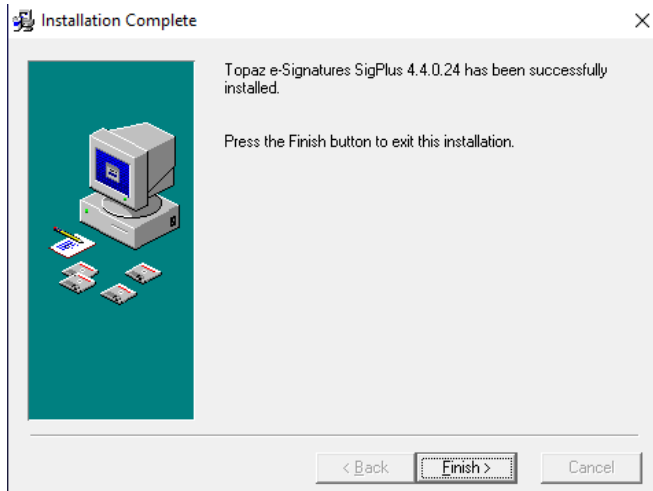 Installation Complete
Topaz e-Signatures SigPlus 4.4.0.24 has been successfully
installed.
Press the Finish button to exit this installation.
< Back
Finish >
Cancel